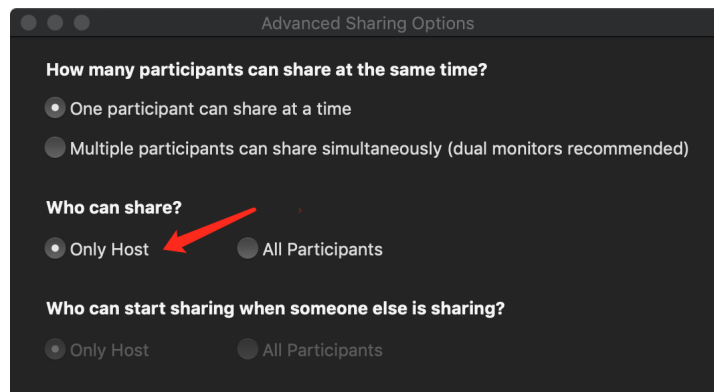 Advanced Sharing Options
How many participants can share at the same time?
One participant can share at a time
Multiple participants can share simultaneously (dual monitors recommended)
Who can share?
Only Host All Participants
Who can start sharing when someone else is sharing?
Only Host All Participants